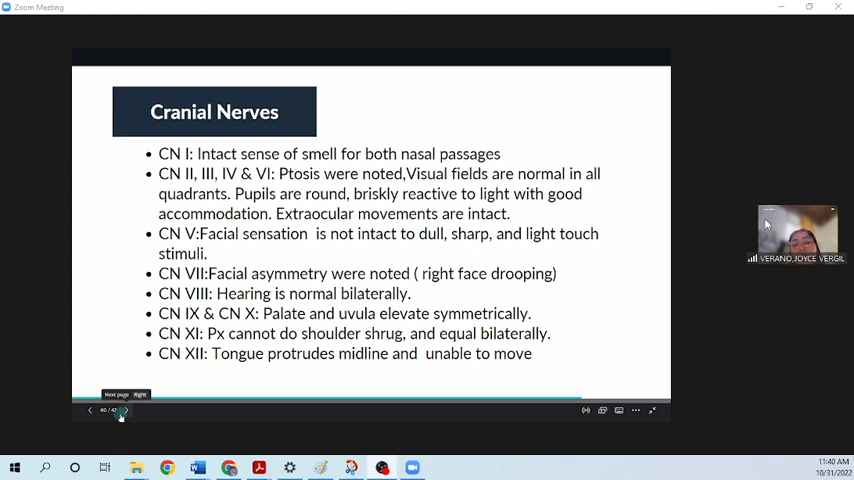 Zoom Meeting
Cranial Nerves
• CN I: Intact sense of smell for both nasal passages
• CN II, III, IV & VI: Ptosis were noted,Visual fields are normal in all
quadrants. Pupils are round, briskly reactive to light with good
accommodation. Extraocular movements are intact.
• CN V:Facial sensation is not intact to dull, sharp, and light touch
stimuli.
• CN VII:Facial asymmetry were noted ( right face drooping)
• CN VIII: Hearing is normal bilaterally.
• CN IX & CN X: Palate and uvula elevate symmetrically.
• CN XI: Px cannot do shoulder shrug, and equal bilaterally.
• CN XII: Tongue protrudes midline and unable to move
VERANO,JOYCE VERGIL
Next page Right
40 / 
11:40 AM
10/31/2022